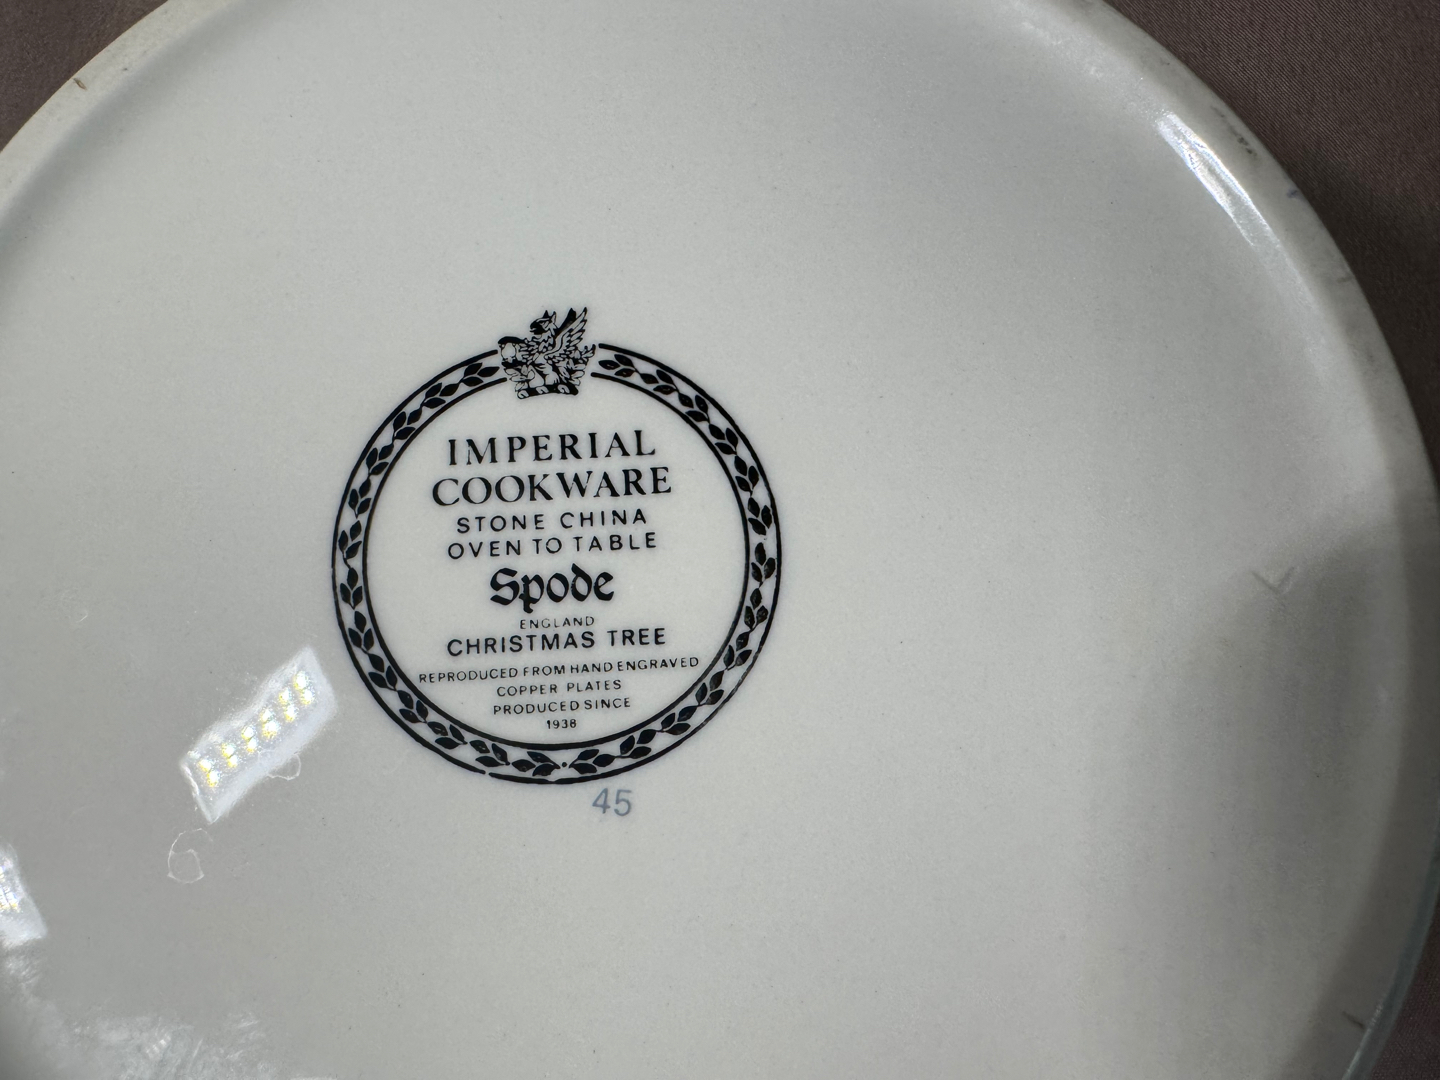 IMPERIAL
COOKWARE
STONE CHINA
OVEN TO TABLE
Spode
ENGLAND
CHRISTMAS TREE
REPRODUCED FROM HAND ENGRAVED
COPPER PLATES
PRODUCED SINCE
1938
45